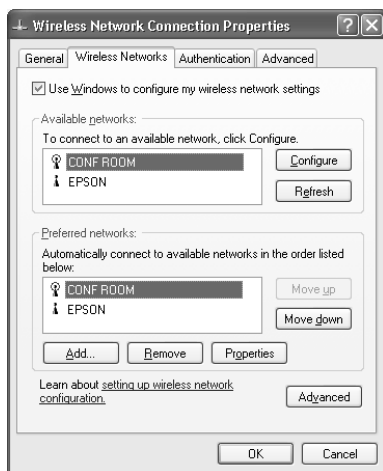 Wireless Network Connection Properties
General Wireless Networks Authentication Advanced
Use Windows to configure my wireless network settings
Available networks:
To connect to an available network, click Configure.
CONF ROOM
EPSON
Configure
Refresh
Preferred networks:
Automatically connect to available networks in the order listed
below:
CONF ROOM
EPSON
Move up
Move down
Add... Remove Properties
Learn about setting up wireless network
configuration.
Advanced
OK Cancel